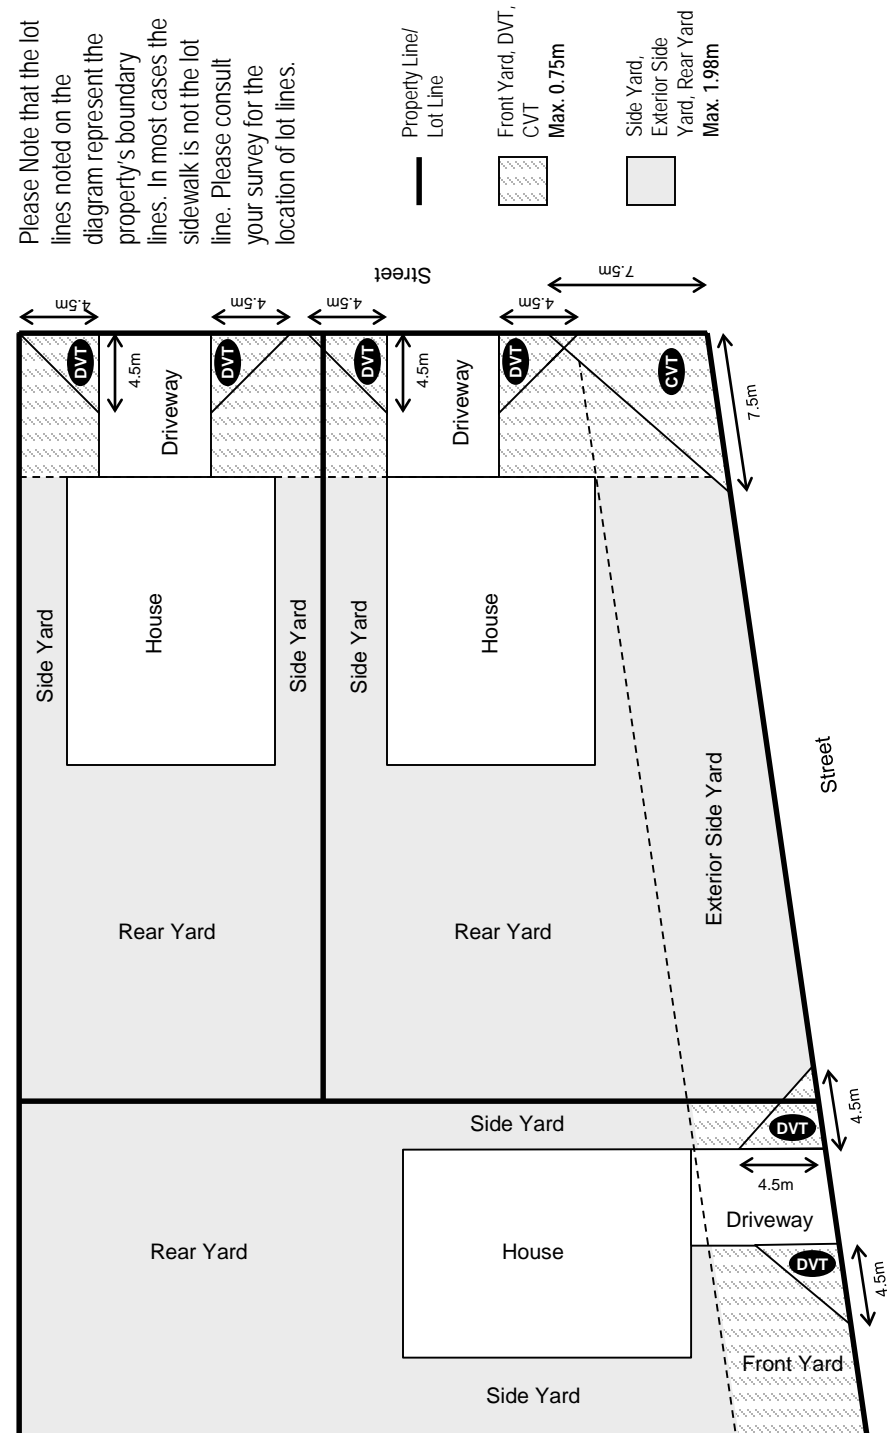 Please Note that the lot
lines noted on the
diagram represent the
property's boundary
lines. In most cases the
sidewalk is not the lot
line. Please consult
your survey for the
location of lot lines.
Property Line/
Lot Line
Front Yard, DVT,
CVT
Max. 0.75m
Side Yard,
Exterior Side
Yard, Rear Yard
Max. 1.98m
Street
4.5m
4.5m
4.5m
4.5m
7.5m
DVT
4.5m
Driveway
DVT
DVT
4.5m
Driveway
DVT
CVT
7.5m
Side Yard
House
Side Yard
Side Yard
House
Exterior Side Yard
Street
Rear Yard
Rear Yard
Side Yard
DVT
4.5m
4.5m
Driveway
Rear Yard
House
DVT
4.5m
Front Yard
Side Yard